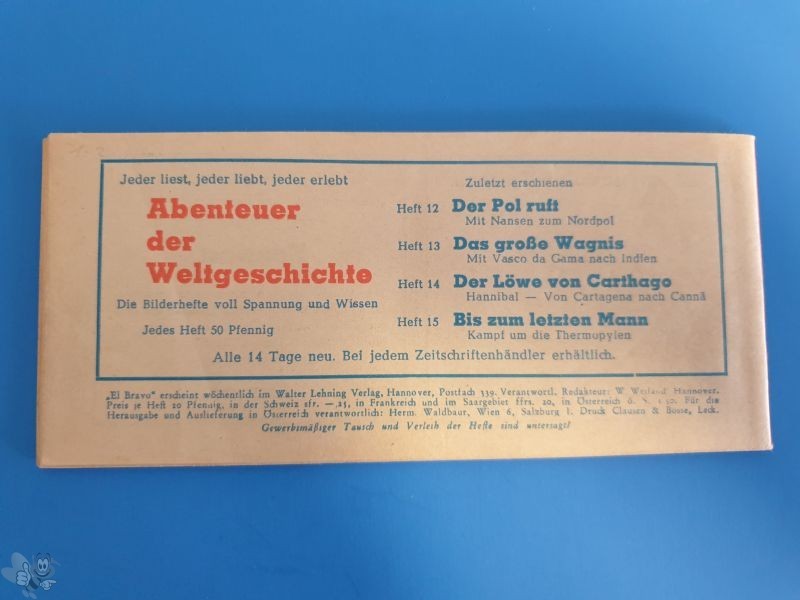 Jeder liest, jeder liebt, jeder erlebt
Abenteuer
der
Weltgeschichte
Die Bilderhefte voll Spannung und Wissen
Jedes Heft 50 Pfennig
Zuletzt erschienen
Heft 12 Der Pol ruft
Mit Nansen zum Nordpol
Heft 13 Das große Wagnis
Mit Vasco da Gama nach Indien
Heft 14 Der Löwe von Carthago
Hannibal — Von Cartagena nach Cannä
Heft 15 Bis zum letzten Mann
Kampf um die Thermopylen
Alle 14 Tage neu. Bei jedem Zeitschriftenhändler erhältlich.
„El Bravo“ erscheint wöchentlich im Walter Lehning Verlag, Hannover, Postfach 339. Verantwortl. Redakteur: W. Hannover.
Preis je Heft 20 Pfennig, in der Schweiz sfr. —,25, in Frankreich und im Saargebiet ffrs. 20, in Österreich ö. S. 1.50. Für die
Herausgabe und Auslieferung in Österreich verantwortlich: Herm. Waldbaur, Wien 6, Salzburg 1. Druck Clausen & Bosse, Leck.
Gewerbsmäßiger Tausch und Verleih der Hefte sind untersagt!